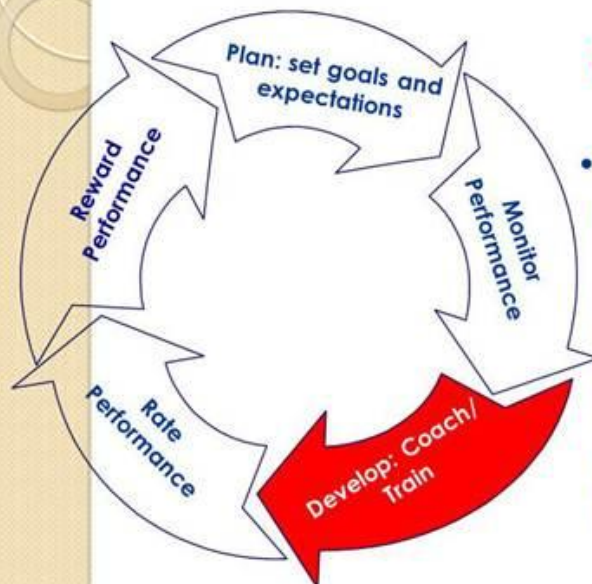 Plan: set goals and
expectations
Monitor
Performance
Develop: Coach/
Train
Rate
Performance
Reward
Performance
•